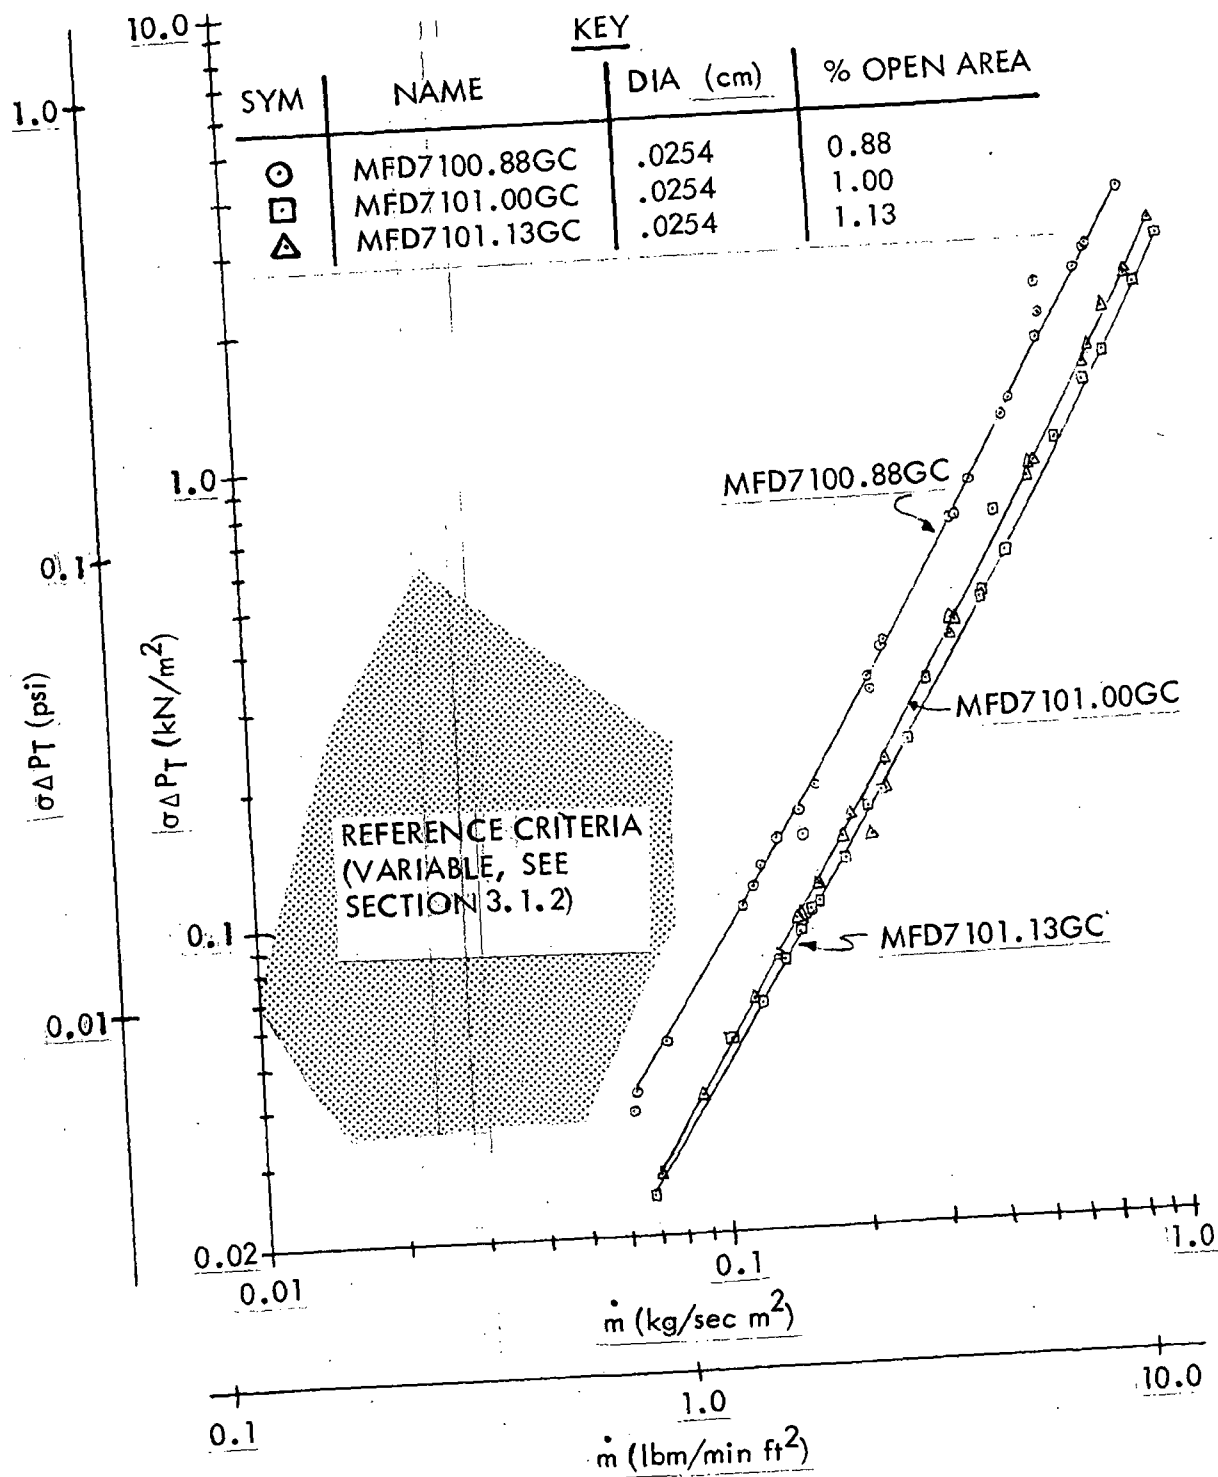 KEY
SYM NAME DIA (cm) % OPEN AREA
MFD7100.88GC .0254 0.88
MFD7101.00GC .0254 1.00
MFD7101.13GC .0254 1.13
1.0
0.1
0.01
σΔPT (psi)
10.0
1.0
0.1
0.02
σΔPT (kN/m²)
MFD7100.88GC
MFD7101.00GC
MFD7101.13GC
REFERENCE CRITERIA
(VARIABLE, SEE
SECTION 3.1.2)
0.01 0.1 1.0
ṁ (kg/sec m²)
0.1 1.0 10.0
ṁ (lbm/min ft²)